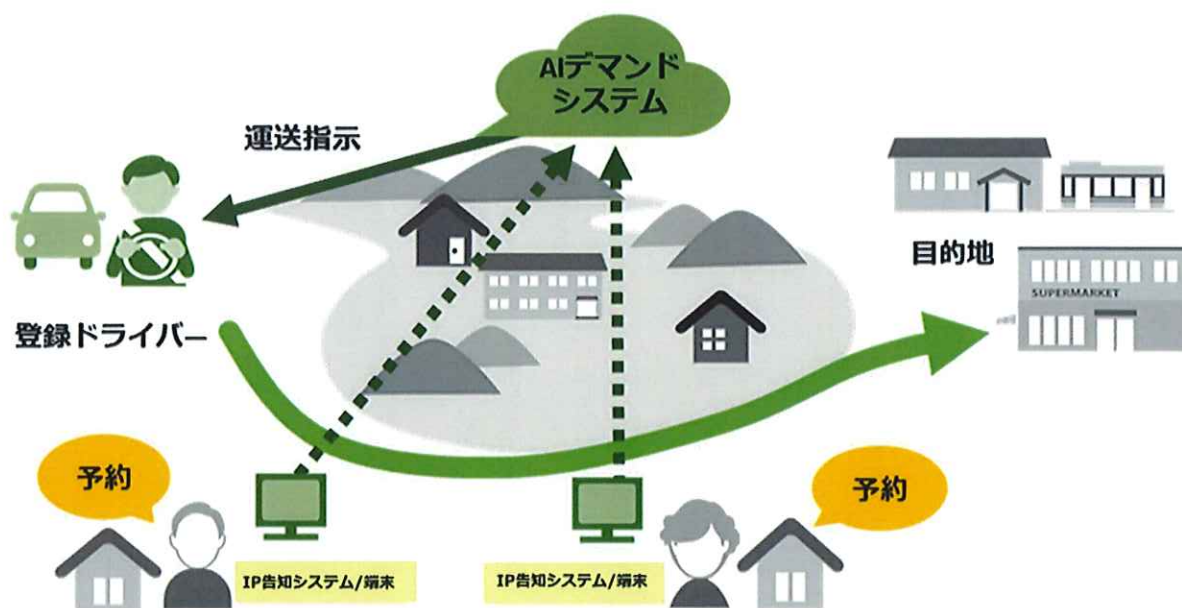 AIデマンド
システム
運送指示
目的地
SUPERMARKET
登録ドライバー
予約
予約
IP告知システム/端末
IP告知システム/端末